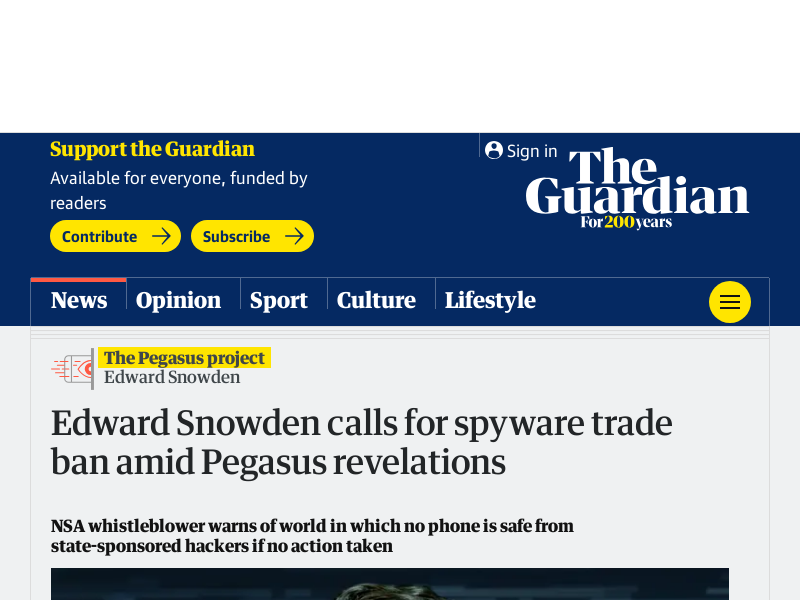 Support the Guardian
Available for everyone, funded by
readers
Contribute
Subscribe
Sign in
The
Guardian
For 200 years
News
Opinion
Sport
Culture
Lifestyle
The Pegasus project
Edward Snowden
Edward Snowden calls for spyware trade
ban amid Pegasus revelations
NSA whistleblower warns of world in which no phone is safe from
state-sponsored hackers if no action taken